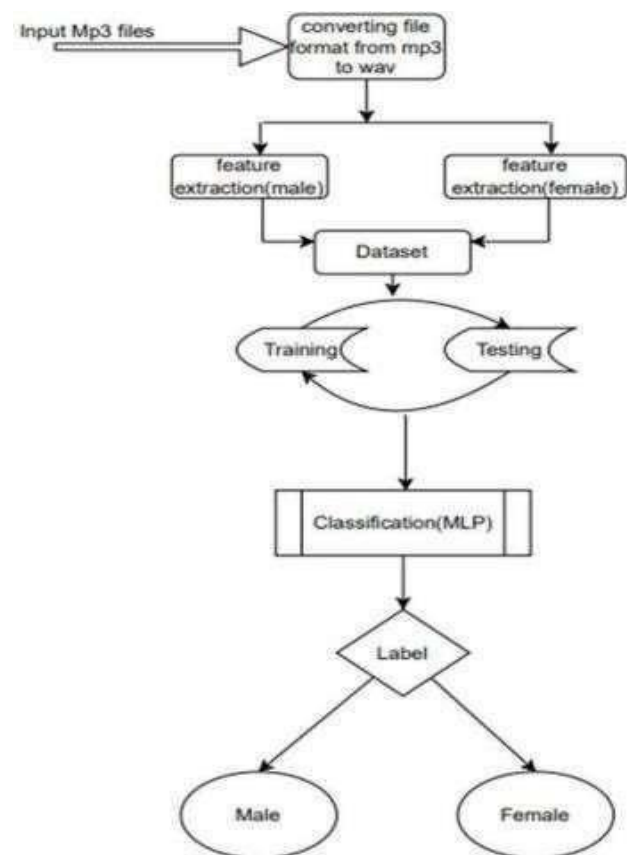 Input Mp3 files
converting file
format from mp3
to wav
feature
extraction(male)
feature
extraction(female)
Dataset
Training
Testing
Classification(MLP)
Label
Male
Female